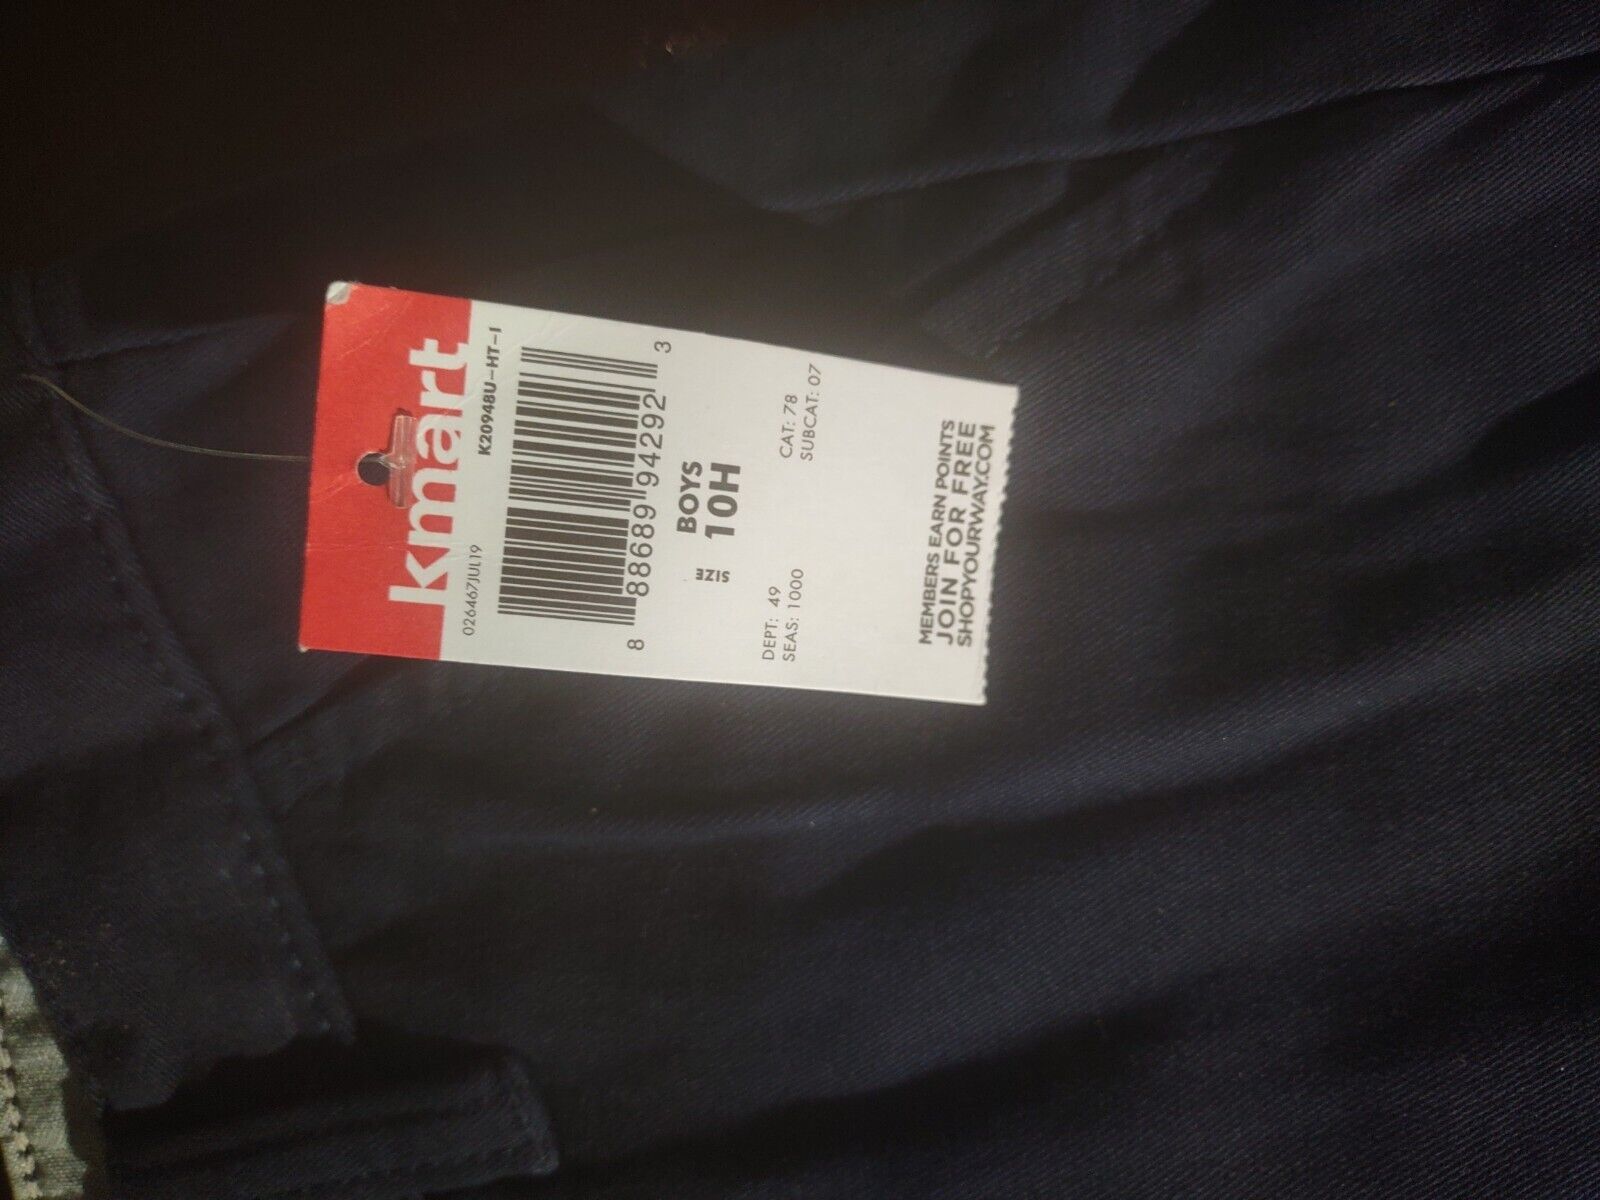 kmart
026467JUL19
K20948U-HT-I
8 88689 94292 3
BOYS
SIZE 10H
DEPT: 49 CAT: 78
SEAS: 1000 SUBCAT: 07
MEMBERS EARN POINTS
JOIN FOR FREE
SHOPYOURWAY.COM